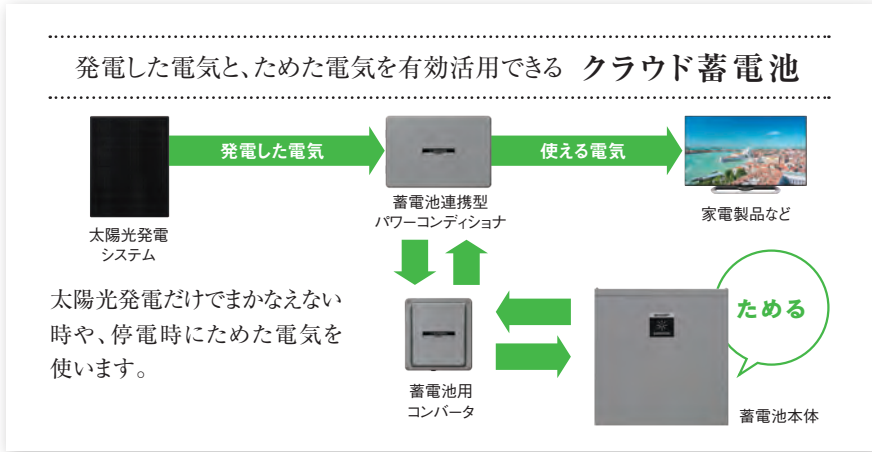 発電した電気と、ためた電気を有効活用できる クラウド蓄電池
発電した電気
使える電気
太陽光発電
システム
蓄電池連携型
パワーコンディショナ
家電製品など
太陽光発電だけでまかなえない
時や、停電時にためた電気を
使います。
蓄電池用
コンバータ
ためる
蓄電池本体